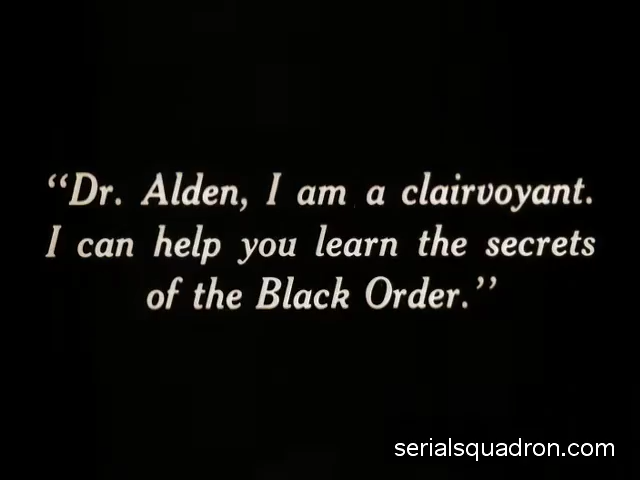 “Dr. Alden, I am a clairvoyant.
I can help you learn the secrets
of the Black Order.”
serialsquadron.com